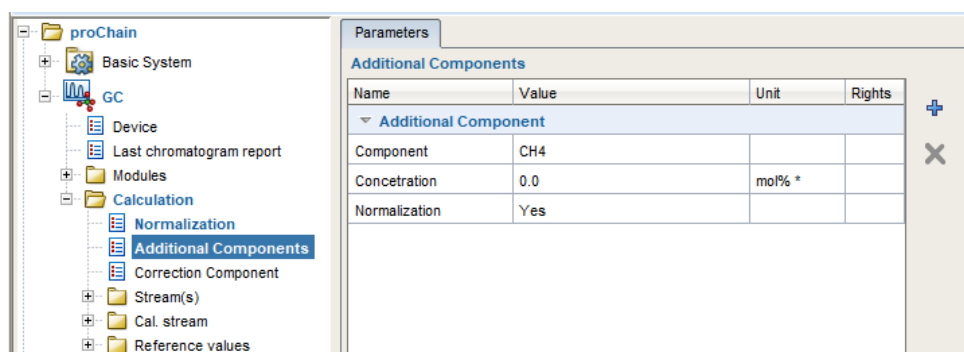 proChain
Basic System
GC
Device
Last chromatogram report
Modules
Calculation
Normalization
Additional Components
Correction Component
Stream(s)
Cal. stream
Reference values
Parameters
Additional Components
Name Value Unit Rights
Additional Component
Component CH4
Concetration 0.0 mol% *
Normalization Yes